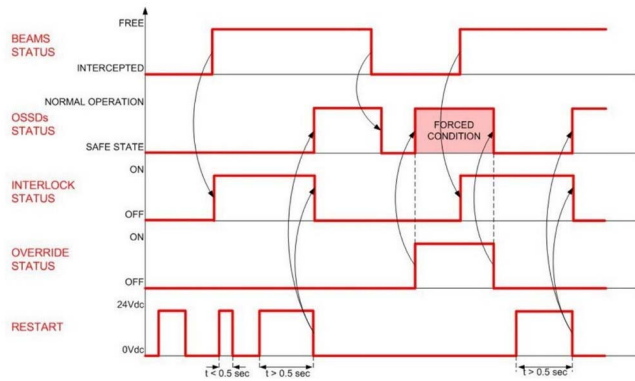 BEAMS
STATUS
FREE
INTERCEPTED
OSSDs
STATUS
NORMAL OPERATION
SAFE STATE
FORCED
CONDITION
INTERLOCK
STATUS
ON
OFF
OVERRIDE
STATUS
ON
OFF
RESTART
24Vdc
0Vdc
t < 0.5 sec
t > 0.5 sec
t > 0.5 sec